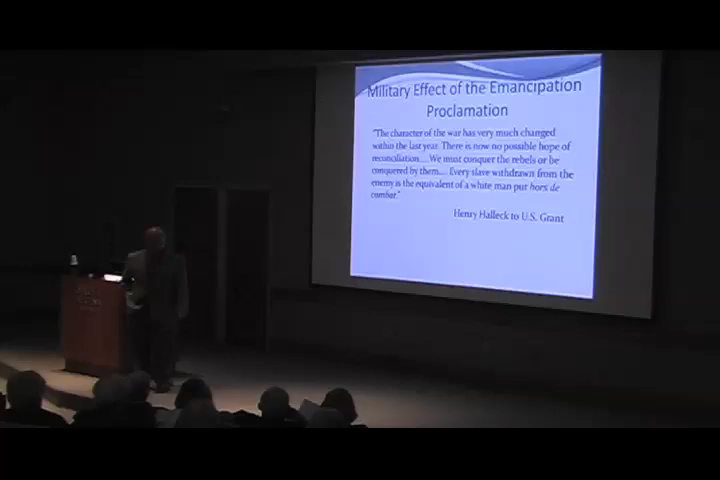 Military Effect of the Emancipation
Proclamation
"The character of the war has very much changed
within the last year. There is now no possible hope of
reconciliation.... We must conquer the rebels or be
conquered by them.... Every slave withdrawn from the
enemy is the equivalent of a white man put hors de
combat."
Henry Halleck to U.S. Grant